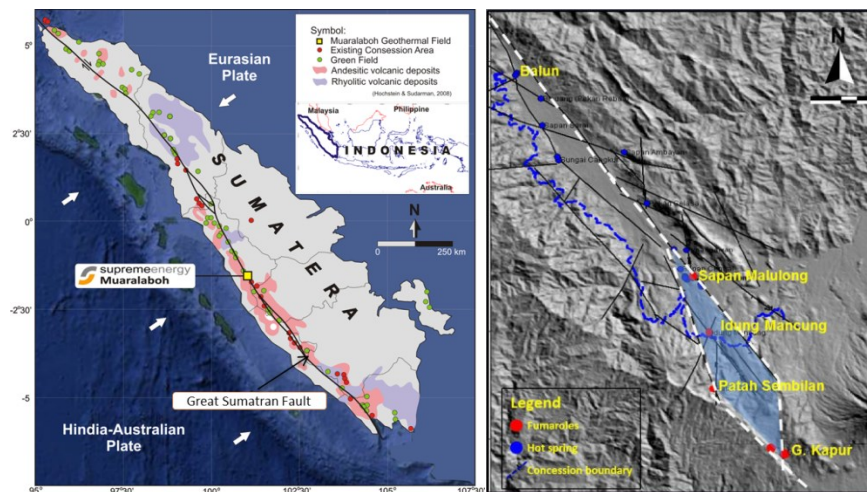 Symbol:
Muaralaboh Geothermal Field
Existing Consession Area
Green Field
Andesitic volcanic deposits
Rhyolitic volcanic deposits
(Hochstein & Sudarman, 2008)
Malaysia
Philippine
INDONESIA
Australia
Eurasian
Plate
SUMATERA
N
0 250 km
supremeenergy
Muaralaboh
Great Sumatran Fault
Hindia-Australian
Plate
5°
2°30'
0°
-2°30'
-5°
95°
97°30'
100°
102°30'
105°
107°30'
N
Balun
Sapan Malulong
Idung Mancung
Patah Sembilan
G. Kapur
Legend
Fumaroles
Hot spring
Concession boundary